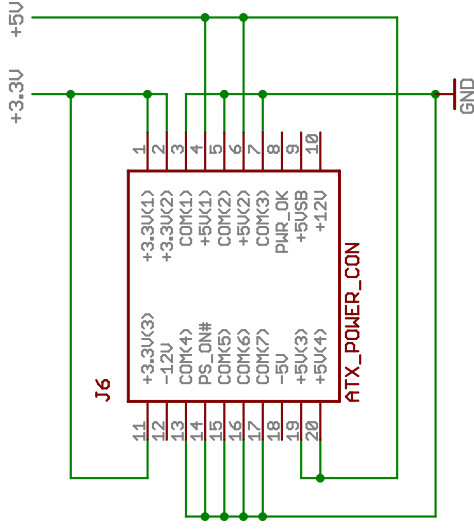 +5V
+3.3V
GND
1
2
3
4
5
6
7
8
9
10
+3.3V(1)
+3.3V(2)
COM(1)
+5V(1)
COM(2)
+5V(2)
COM(3)
PWR_OK
+5VSB
+12V
+3.3V(3)
-12V
COM(4)
PS_ON#
COM(5)
COM(6)
COM(7)
-5V
+5V(3)
+5V(4)
J6
ATX_POWER_CON
11
12
13
14
15
16
17
18
19
20